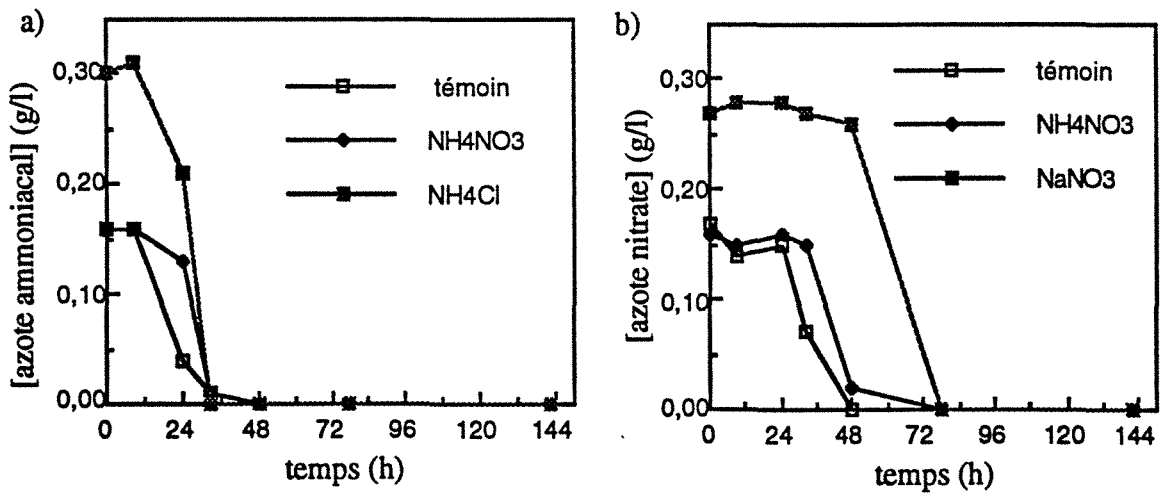 a)
[azote ammoniacal] (g/l)
0,30
0,20
0,10
0,00
témoin
NH4NO3
NH4Cl
0 24 48 72 96 120 144
temps (h)
b)
[azote nitrate] (g/l)
0,30
0,20
0,10
0,00
témoin
NH4NO3
NaNO3
0 24 48 72 96 120 144
temps (h)